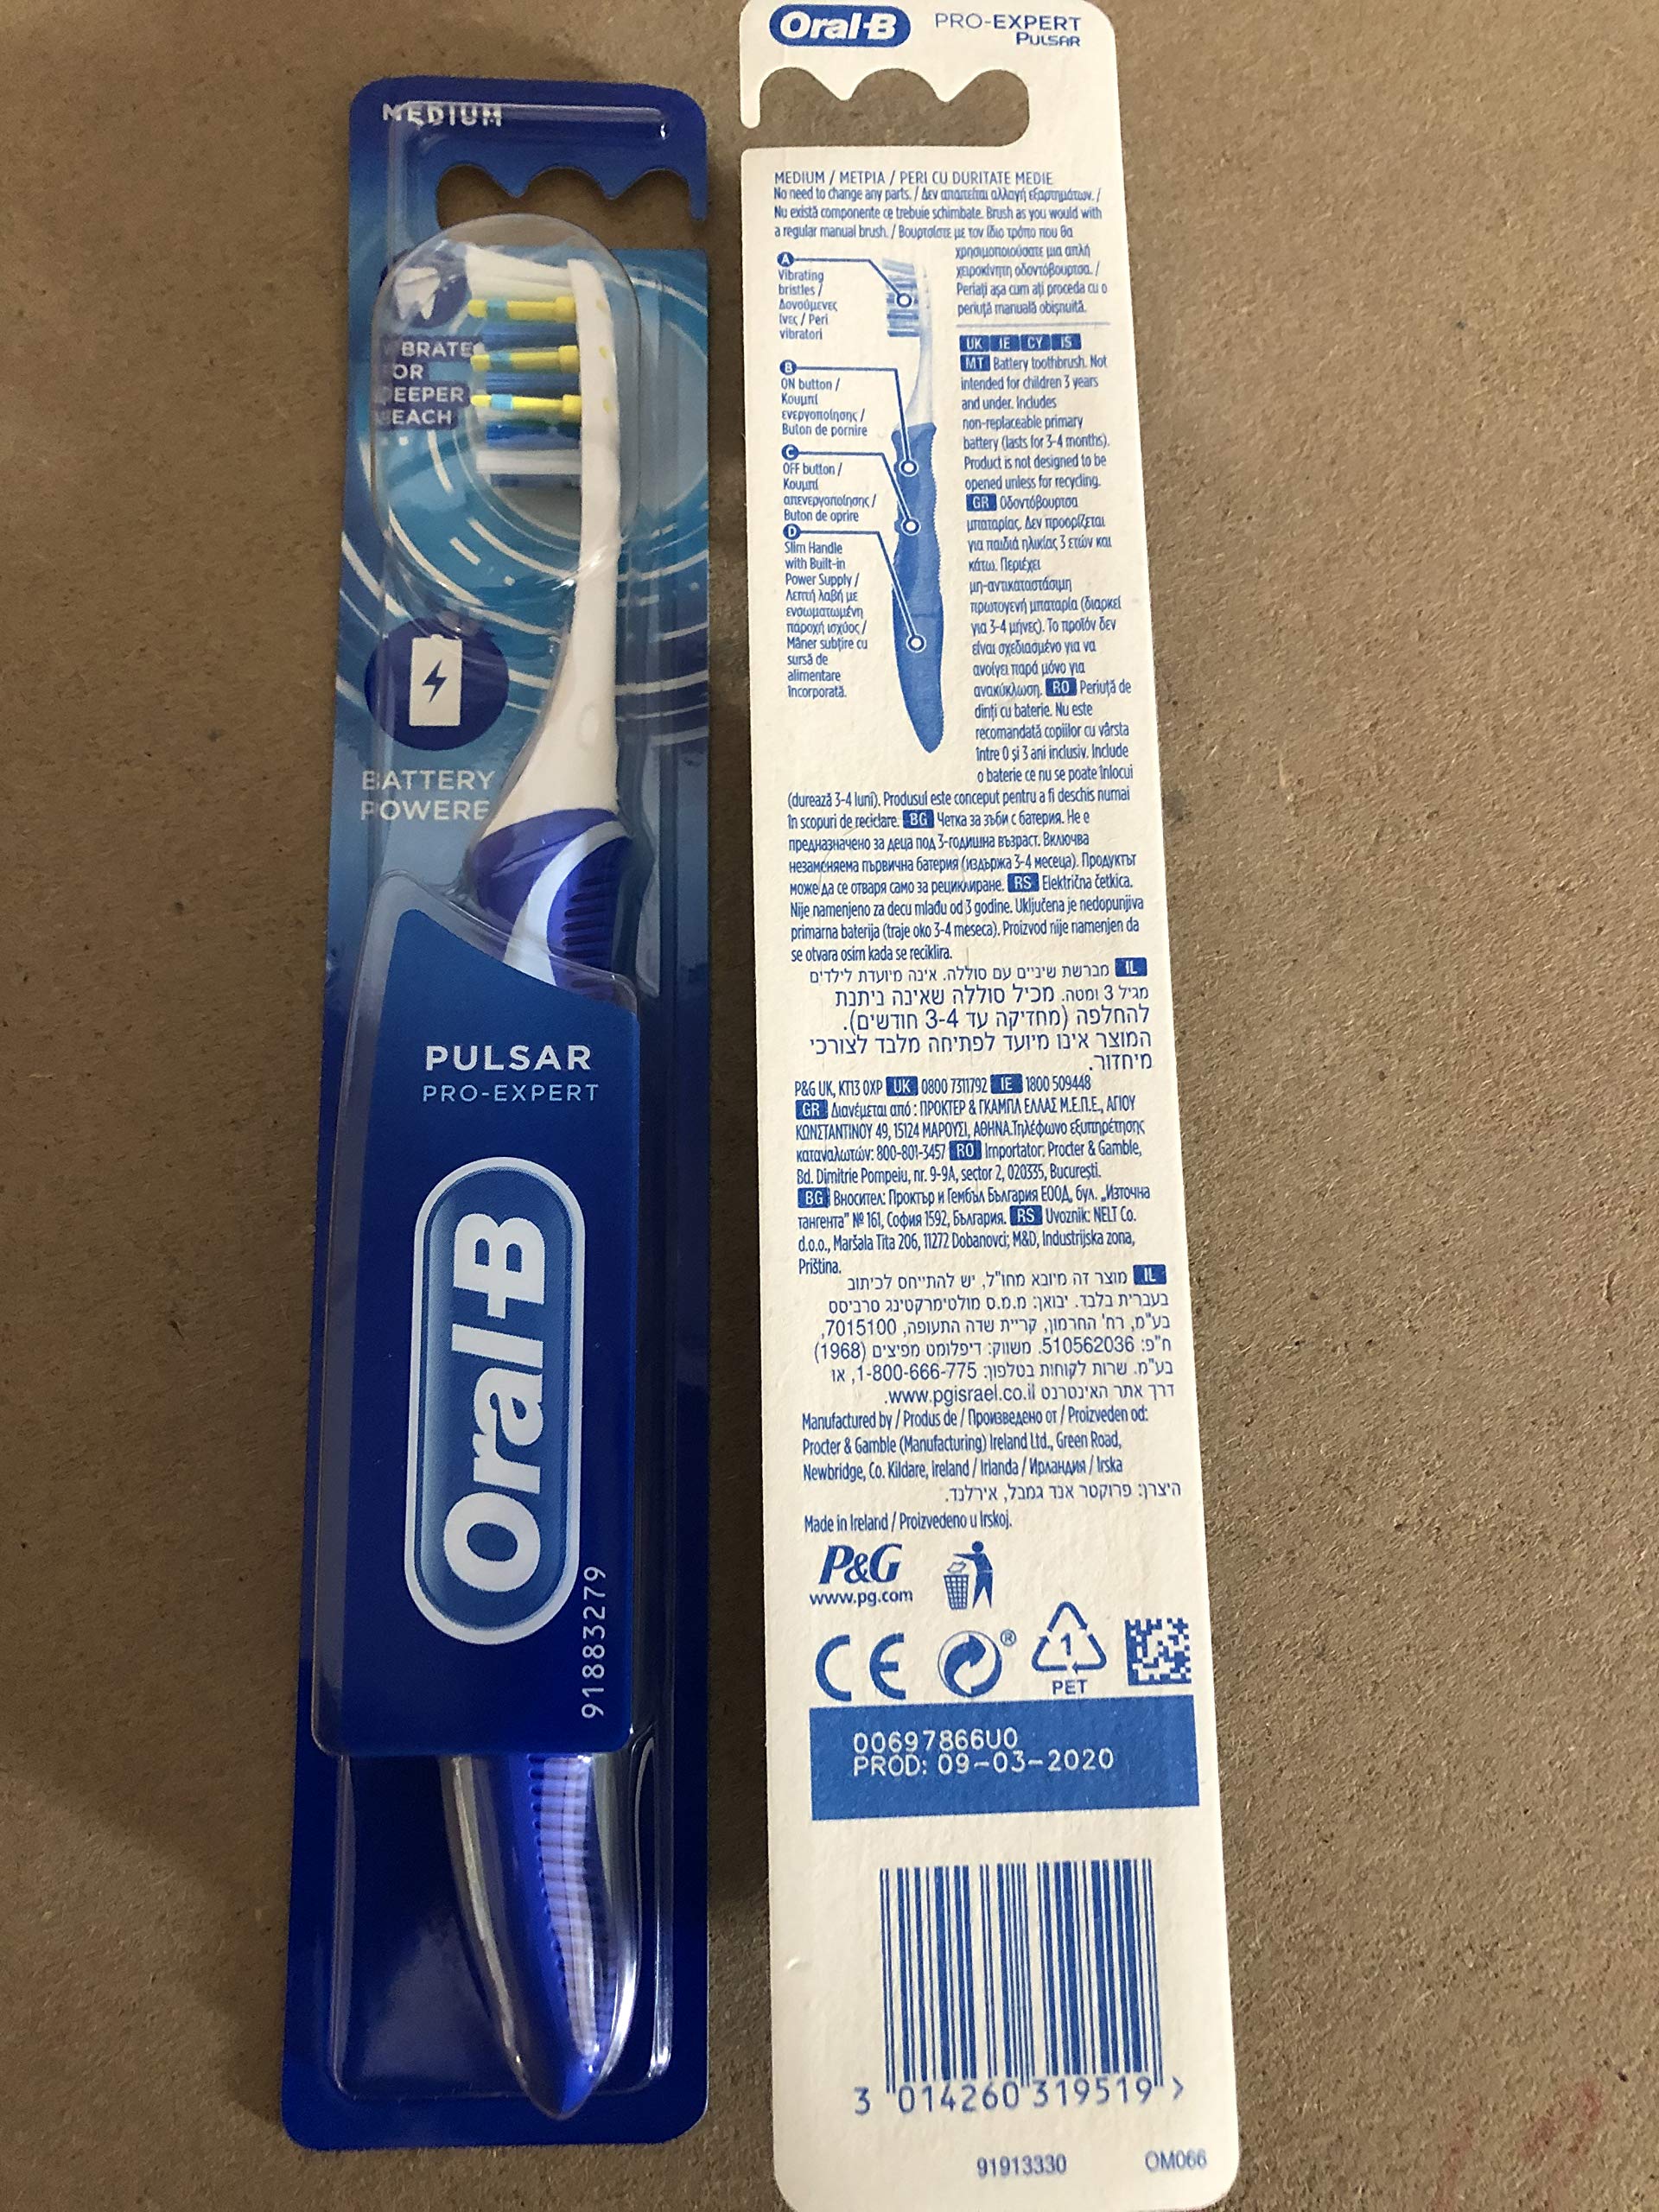 MEDIUM
BRATE
OR
DEEPER
EACH
BATTERY
POWERE
PULSAR
PRO-EXPERT
Oral-B
91883279
Oral-B PRO-EXPERT
PULSAR
MEDIUM / ΜΕΤΡΙΑ / PERI CU DURITATE MEDIE
No need to change any parts. / Δεν απαιτείται αλλαγή εξαρτημάτων. /
Nu există componente ce trebuie schimbate. Brush as you would with
a regular manual brush. / Βουρτσίστε με τον ίδιο τρόπο που θα
χρησιμοποιούσατε μια απλή
χειροκίνητη οδοντόβουρτσα. /
Periați așa cum ați proceda cu o
periuță manuală obișnuită.
A
Vibrating
bristles /
Δονούμενες
ίνες / Peri
vibratori
B
ON button /
Κουμπί
ενεργοποίησης /
Buton de pornire
C
OFF button /
Κουμπί
απενεργοποίησης /
Buton de oprire
D
Slim Handle
with Built-in
Power Supply /
Λεπτή λαβή με
ενσωματωμένη
παροχή ισχύος /
Mâner subțire cu
sursă de
alimentare
încorporată.
UK IE CY IS
MT Battery toothbrush. Not
intended for children 3 years
and under. Includes
non-replaceable primary
battery (lasts for 3-4 months).
Product is not designed to be
opened unless for recycling.
GR Οδοντόβουρτσα
μπαταρίας. Δεν προορίζεται
για παιδιά ηλικίας 3 ετών και
κάτω. Περιέχει
μη-αντικαταστάσιμη
πρωτογενή μπαταρία (διαρκεί
για 3-4 μήνες). Το προϊόν δεν
είναι σχεδιασμένο για να
ανοίγει παρά μόνο για
ανακύκλωση. RO Periuță de
dinți cu baterie. Nu este
recomandată copiilor cu vârsta
între 0 și 3 ani inclusiv. Include
o baterie ce nu se poate înlocui
(durează 3-4 luni). Produsul este conceput pentru a fi deschis numai
în scopuri de reciclare. BG Четка за зъби с батерия. Не е
предназначено за деца под 3-годишна възраст. Включва
незаменяема първична батерия (издържа 3-4 месеца). Продуктът
може да се отваря само за рециклиране. RS Električna četkica.
Nije namenjeno za decu mlađu od 3 godine. Uključena je nedopunjiva
primarna baterija (traje oko 3-4 meseca). Proizvod nije namenjen da
se otvara osim kada se reciklira.
IL מברשת שיניים עם סוללה. אינה מיועדת לילדים
מגיל 3 ומטה. מכיל סוללה שאינה ניתנת
להחלפה (מחזיקה עד 3-4 חודשים).
המוצר אינו מיועד לפתיחה מלבד לצורכי
מיחזור.
P&G UK, KT13 0XP UK 0800 7311792 IE 1800 509448
GR Διανέμεται από : ΠΡΟΚΤΕΡ & ΓΚΑΜΠΛ ΕΛΛΑΣ Μ.Ε.Π.Ε., ΑΓΙΟΥ
ΚΩΝΣΤΑΝΤΙΝΟΥ 49, 15124 ΜΑΡΟΥΣΙ, ΑΘΗΝΑ.Τηλέφωνο εξυπηρέτησης
καταναλωτών: 800-801-3457 RO Importator: Procter & Gamble,
Bd. Dimitrie Pompeiu, nr. 9-9A, sector 2, 020335, București.
BG Вносител: Проктър и Гембъл България ЕООД, бул. „Източна
тангента" № 161, София 1592, България. RS Uvoznik: NELT Co.
d.o.o., Maršala Tita 206, 11272 Dobanovci; M&D, Industrijska zona,
Priština.
IL מוצר זה מיובא מחו"ל, יש להתייחס לכיתוב
בעברית בלבד. יבואן: מ.מ.ס מולטימרקטינג סרביסס
בע"מ, רח' החרמון, קריית שדה התעופה, 7015100,
ח"פ: 510562036. משווק: דיפלומט מפיצים (1968)
בע"מ. שרות לקוחות בטלפון: 1-800-666-775, או
דרך אתר האינטרנט www.pgisrael.co.il.
Manufactured by / Produs de / Произведено от / Proizveden od:
Procter & Gamble (Manufacturing) Ireland Ltd., Green Road,
Newbridge, Co. Kildare, Ireland / Irlanda / Ирландия / Irska
היצרן: פרוקטר אנד גמבל, אירלנד.
Made in Ireland / Proizvedeno u Irskoj.
P&G
www.pg.com
CE
®
1
PET
00697866U0
PROD: 09-03-2020
3 014260 319519 >
91913330 OM066